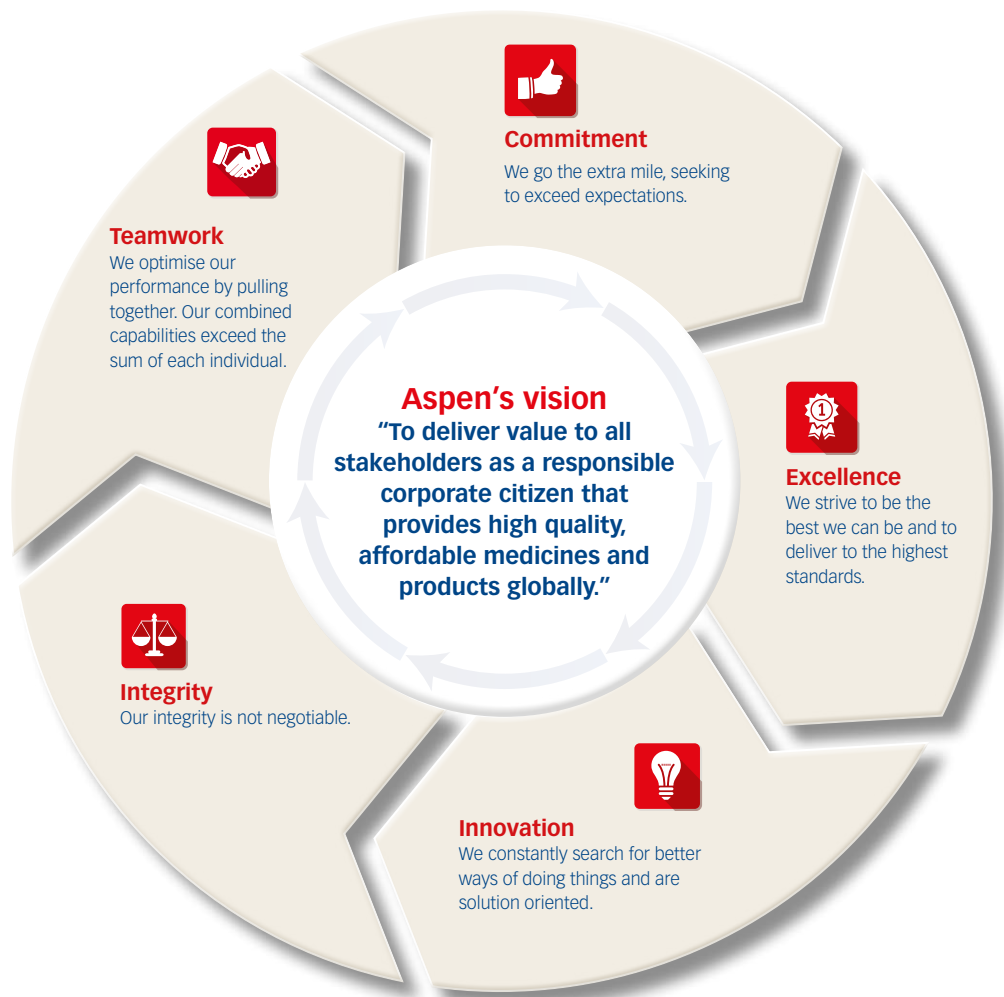 Commitment
We go the extra mile, seeking
to exceed expectations.
Teamwork
We optimise our
performance by pulling
together. Our combined
capabilities exceed the
sum of each individual.
Aspen’s vision
“To deliver value to all
stakeholders as a responsible
corporate citizen that
provides high quality,
affordable medicines and
products globally.”
1
Excellence
We strive to be the
best we can be and to
deliver to the highest
standards.
Integrity
Our integrity is not negotiable.
Innovation
We constantly search for better
ways of doing things and are
solution oriented.